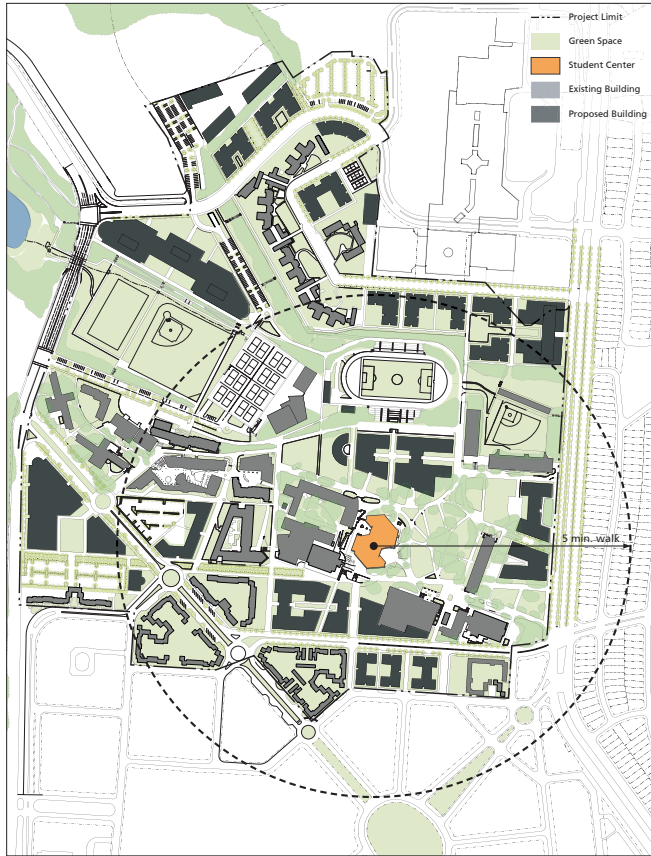 Project Limit
Green Space
Student Center
Existing Building
Proposed Building
5 min. walk